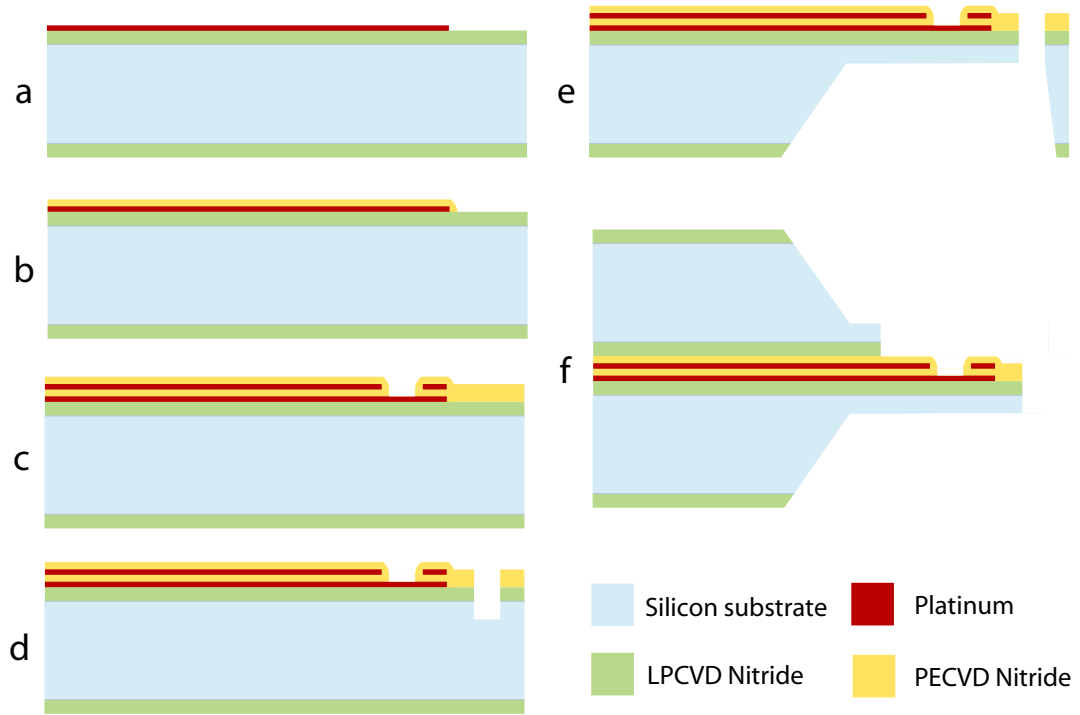 a
b
c
d
e
f
Silicon substrate
Platinum
LPCVD Nitride
PECVD Nitride